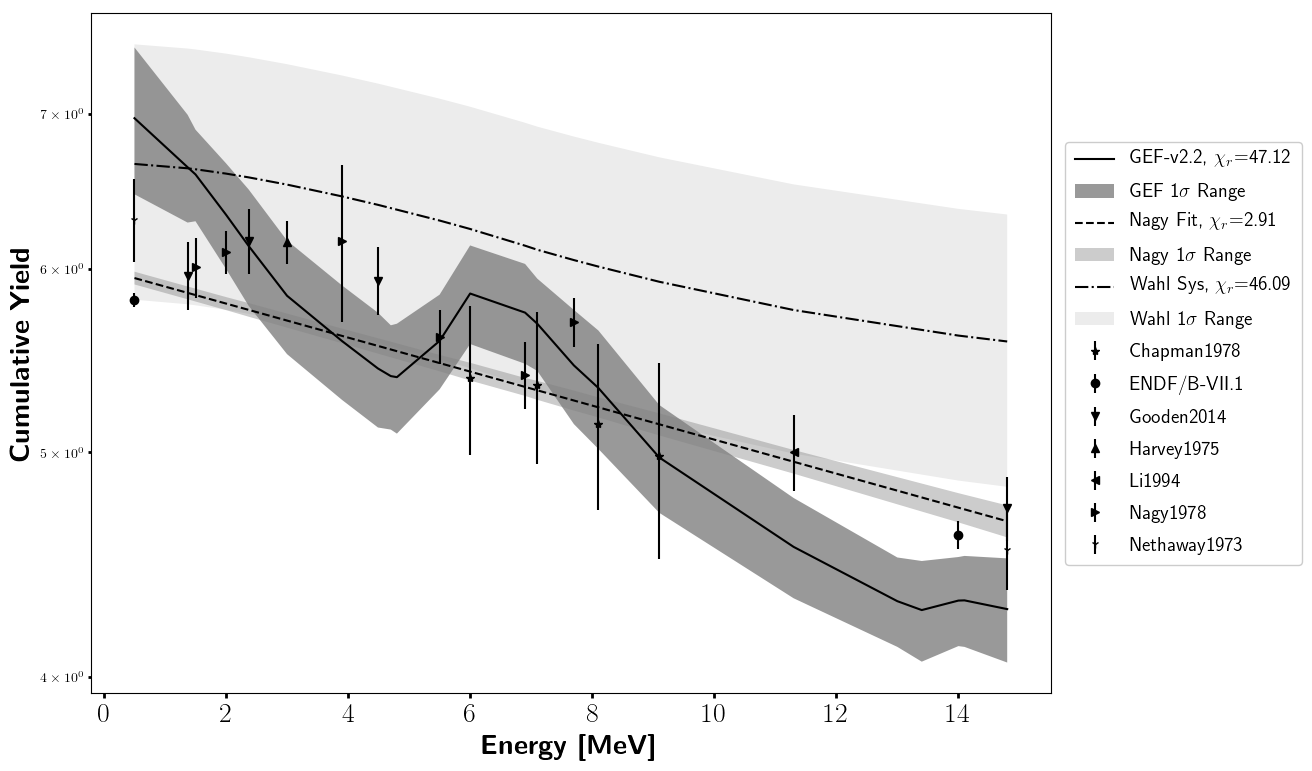 Cumulative Yield
7 × 10⁰
6 × 10⁰
5 × 10⁰
4 × 10⁰
0 2 4 6 8 10 12 14
Energy [MeV]
GEF-v2.2, χᵣ=47.12
GEF 1σ Range
Nagy Fit, χᵣ=2.91
Nagy 1σ Range
Wahl Sys, χᵣ=46.09
Wahl 1σ Range
Chapman1978
ENDF/B-VII.1
Gooden2014
Harvey1975
Li1994
Nagy1978
Nethaway1973